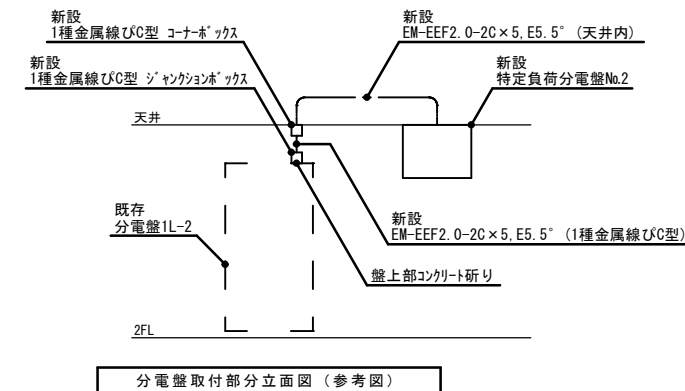 新設
1種金属線ぴC型 コーナーボックス
新設
EM-EEF2.0-2C×5,E5.5°(天井内)
新設
1種金属線ぴC型 ジャンクションボックス
新設
特定負荷分電盤No.2
天井
既存
分電盤1L-2
新設
EM-EEF2.0-2C×5,E5.5°(1種金属線ぴC型)
盤上部コンクリート斫り
2FL
分電盤取付部分立面図(参考図)